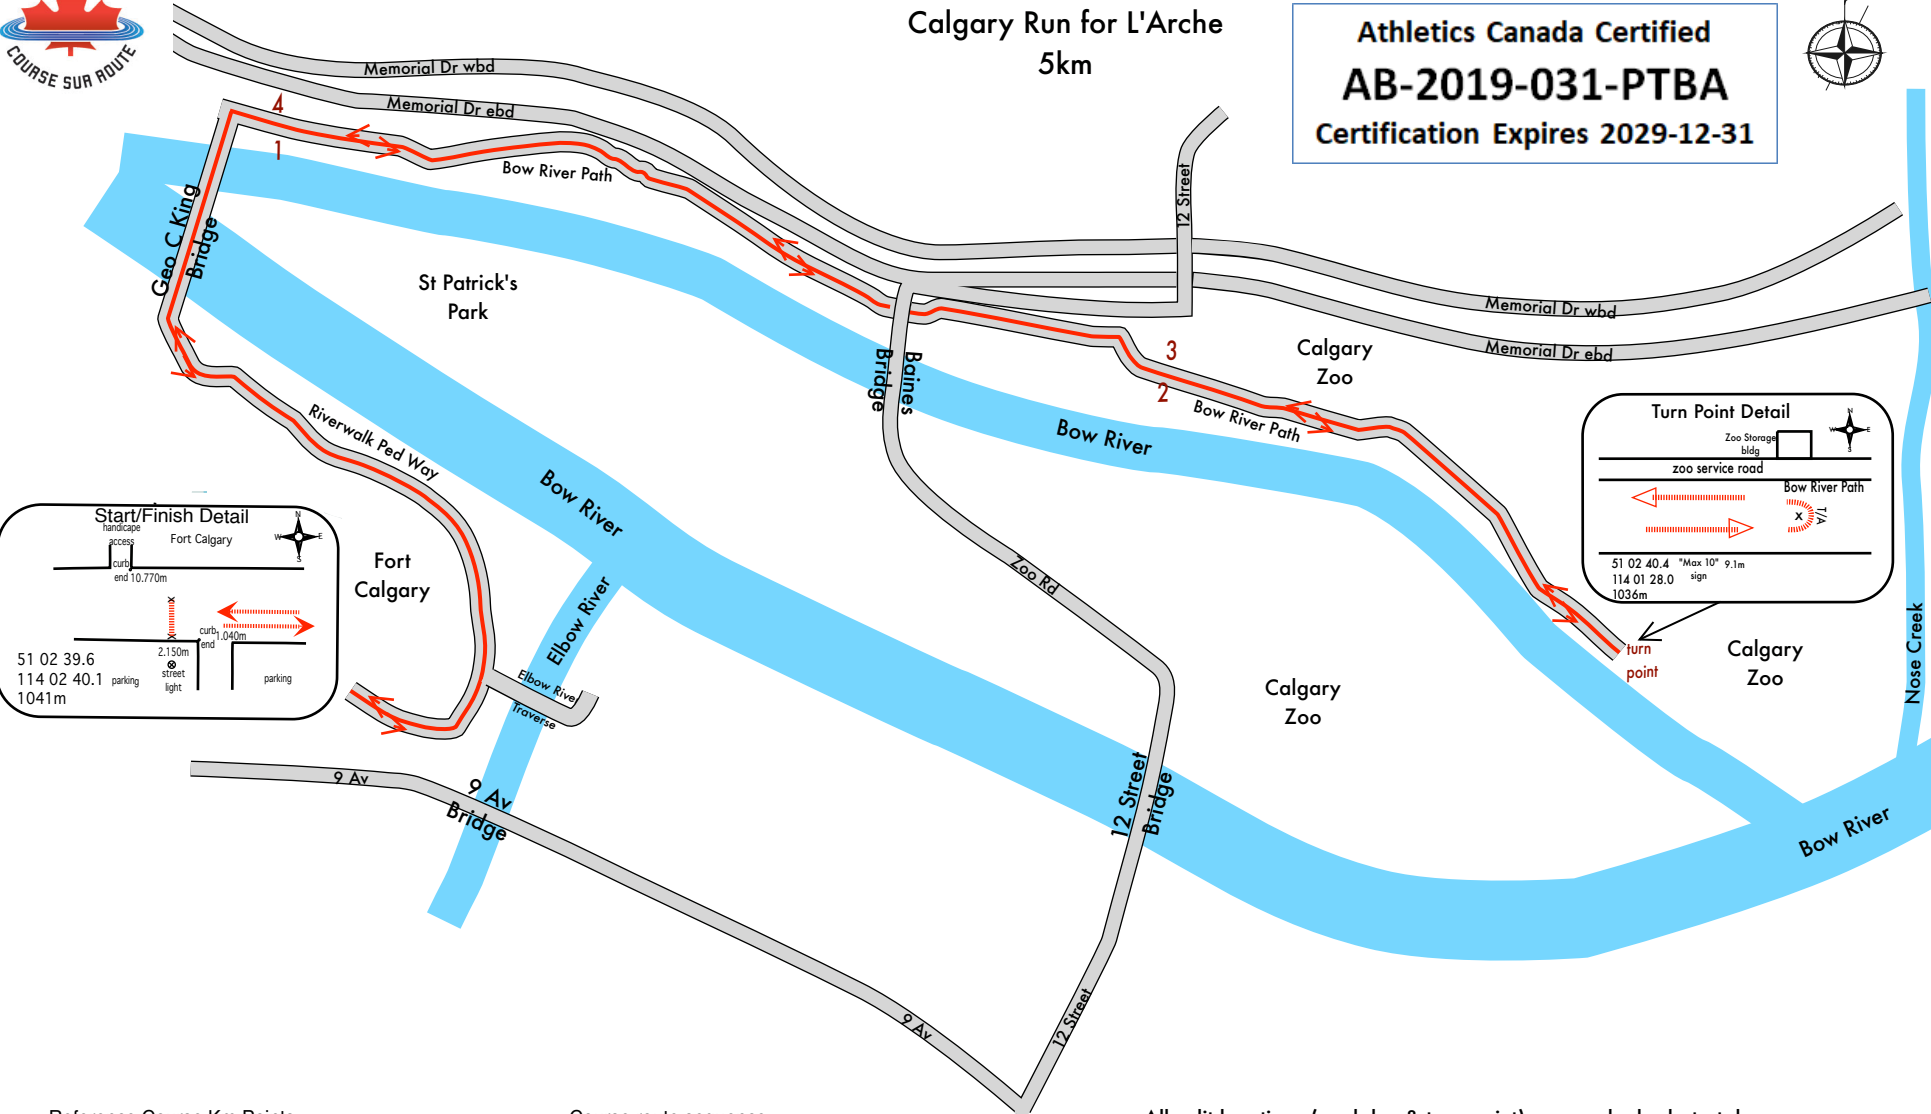 COURSE SUR ROUTE
Calgary Run for L'Arche
5km
Athletics Canada Certified
AB-2019-031-PTBA
Certification Expires 2029-12-31
Memorial Dr wbd
Memorial Dr ebd
4
1
Bow River Path
12 Street
Geo C King
Bridge
St Patrick's
Park
Memorial Dr wbd
Memorial Dr ebd
Baines
Bridge
3
2
Calgary
Zoo
Bow River Path
Bow River
Riverwalk Ped Way
Bow River
Turn Point Detail
Zoo Storage
bldg
N
W E
S
zoo service road
Bow River Path
x
T/A
51 02 40.4 "Max 10" 9.1m
114 01 28.0 sign
1036m
Start/Finish Detail
handicape
access
Fort Calgary
N
W E
S
curb
end 10.770m
x
x
curb
end
1.040m
2.150m
street
light
51 02 39.6
114 02 40.1
1041m
parking
parking
Fort
Calgary
Elbow River
Elbow River
Traverse
Zoo Rd
turn
point
Calgary
Zoo
Calgary
Zoo
Nose Creek
9 Av
9 Av
Bridge
12 Street
Bridge
Bow River
9 Av
12 Street
Reference Course Km Points
Course route sequence